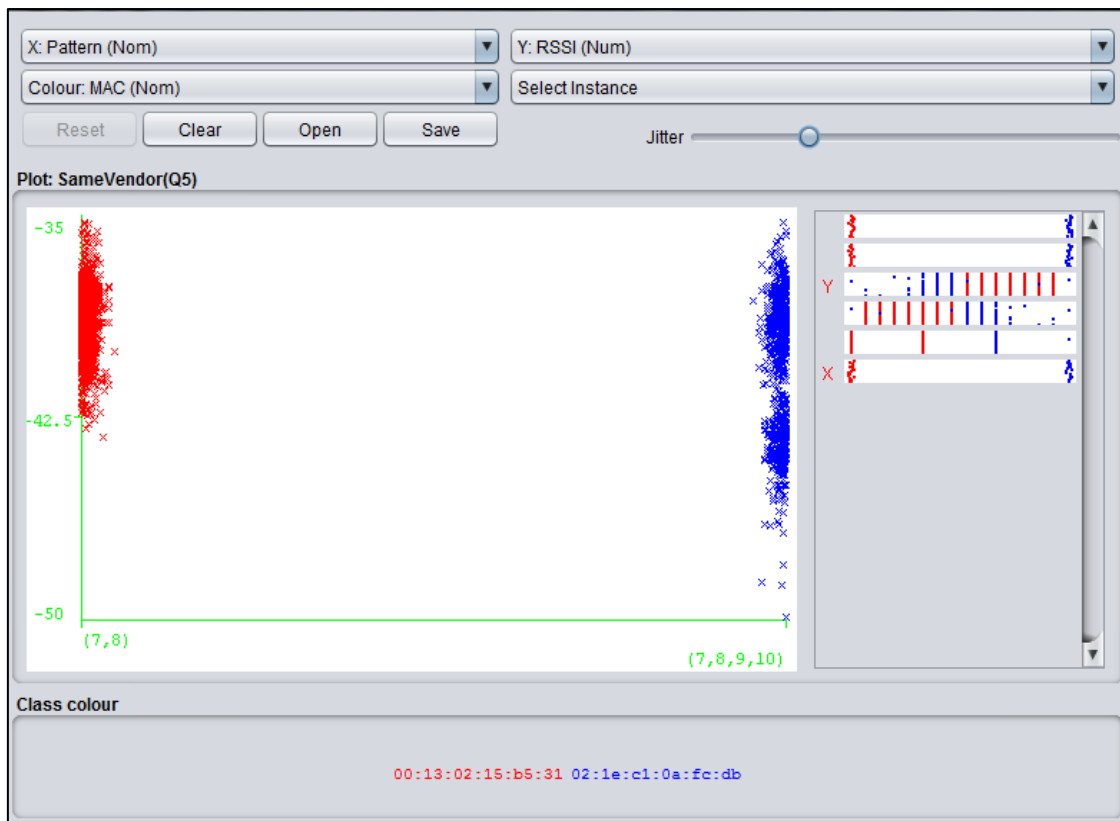 X: Pattern (Nom)
Y: RSSI (Num)
Colour: MAC (Nom)
Select Instance
Reset
Clear
Open
Save
Jitter
Plot: SameVendor(Q5)
-35
-42.5
-50
(7,8)
(7,8,9,10)
Y
X
Class colour
00:13:02:15:b5:31 02:1e:c1:0a:fc:db